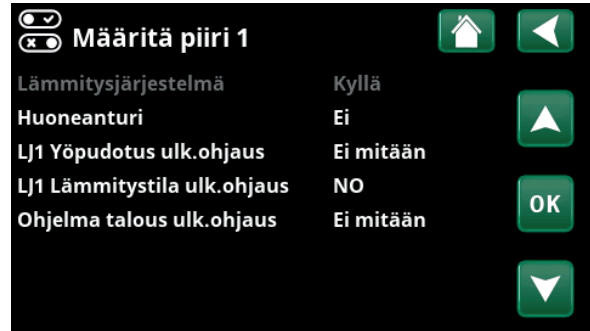 Määritä piiri 1
Lämmitysjärjestelmä Kyllä
Huoneanturi Ei
LJ1 Yöpudotus ulk.ohjaus Ei mitään
LJ1 Lämmitystila ulk.ohjaus NO
Ohjelma talous ulk.ohjaus Ei mitään
OK